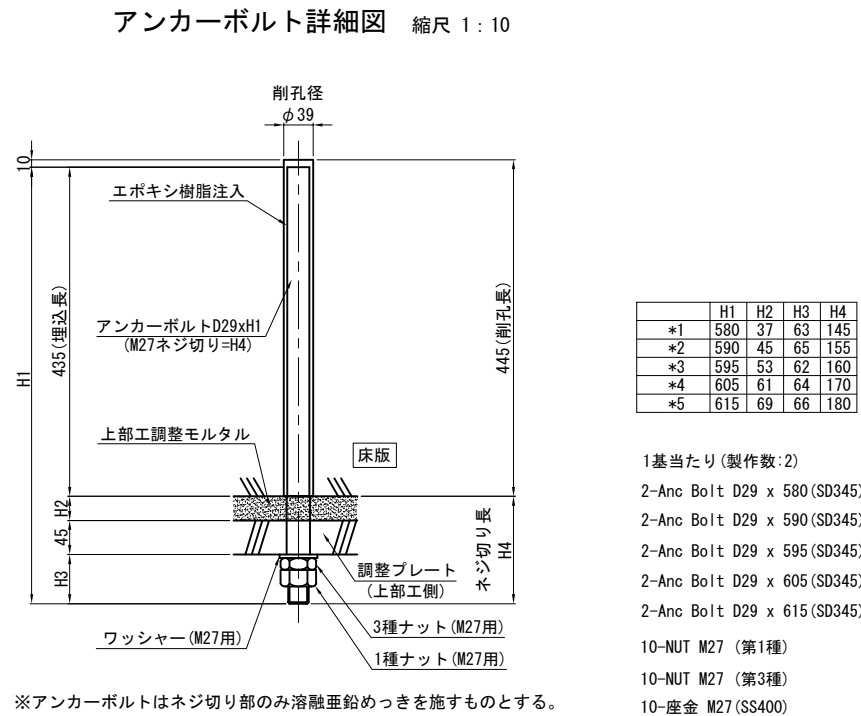 アンカーボルト詳細図 縮尺 1:10
削孔径
φ39
10
エポキシ樹脂注入
435(埋込長)
445(削孔長)
アンカーボルトD29xH1
(M27ネジ切り=H4)
H1
上部工調整モルタル
床版
H2
45
H3
ネジ切り長
H4
調整プレート
(上部工側)
ワッシャー(M27用)
3種ナット(M27用)
1種ナット(M27用)
※アンカーボルトはネジ切り部のみ溶融亜鉛めっきを施すものとする。
H1 H2 H3 H4
*1 580 37 63 145
*2 590 45 65 155
*3 595 53 62 160
*4 605 61 64 170
*5 615 69 66 180
1基当たり(製作数:2)
2-Anc Bolt D29 x 580(SD345)
2-Anc Bolt D29 x 590(SD345)
2-Anc Bolt D29 x 595(SD345)
2-Anc Bolt D29 x 605(SD345)
2-Anc Bolt D29 x 615(SD345)
10-NUT M27 (第1種)
10-NUT M27 (第3種)
10-座金 M27(SS400)